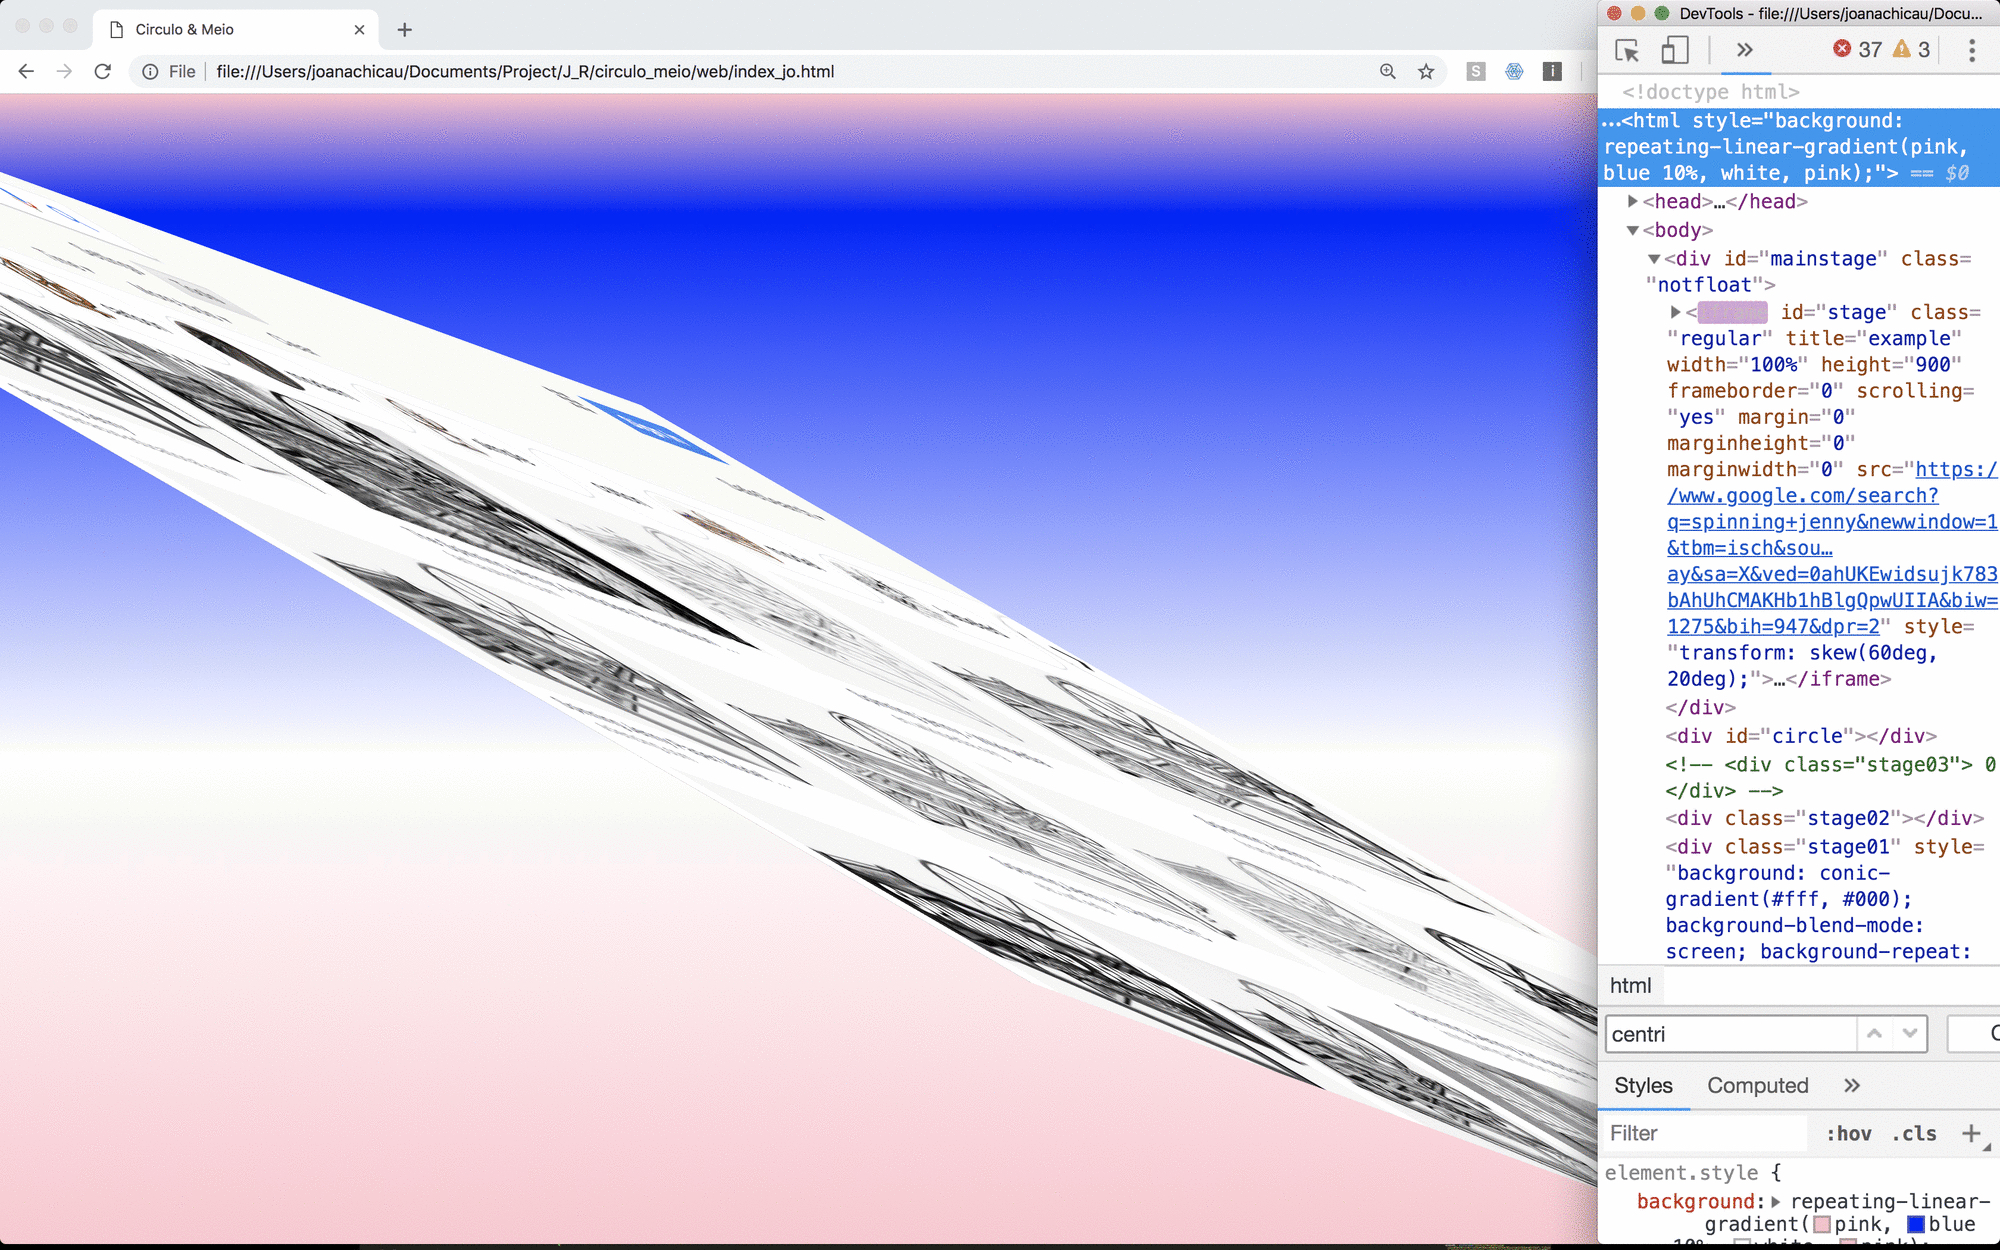 Circulo & Meio
File
file:///Users/joanachicau/Documents/Project/J_R/circulo_meio/web/index_jo.html
S
i
DevTools - file:///Users/joanachicau/Docu...
37
3
<!doctype html>
...<html style="background:
repeating-linear-gradient(pink,
blue 10%, white, pink);"> == $0
<head>…</head>
<body>
<div id="mainstage" class=
"notfloat">
< id="stage" class=
"regular" title="example"
width="100%" height="900"
frameborder="0" scrolling=
"yes" margin="0"
marginheight="0"
marginwidth="0" src="https:/
/www.google.com/search?
q=spinning+jenny&newwindow=1
&tbm=isch&sou…
ay&sa=X&ved=0ahUKEwidsujk783
bAhUhCMAKHb1hBlgQpwUIIA&biw=
1275&bih=947&dpr=2" style=
"transform: skew(60deg,
20deg);">…</iframe>
</div>
<div id="circle"></div>
<!-- <div class="stage03"> 0
</div> -->
<div class="stage02"></div>
<div class="stage01" style=
"background: conic-
gradient(#fff, #000);
background-blend-mode:
screen; background-repeat:
html
centri
Styles
Computed
Filter
:hov .cls +
element.style {
background: repeating-linear-
gradient(pink, blue
10%, white, pink);